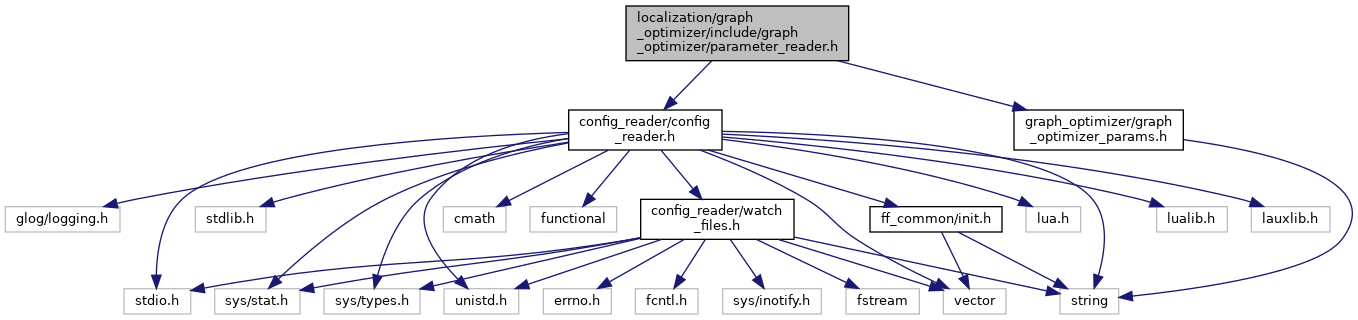 localization/graph
_optimizer/include/graph
_optimizer/parameter_reader.h
config_reader/config
_reader.h
graph_optimizer/graph
_optimizer_params.h
glog/logging.h
stdlib.h
cmath
functional
config_reader/watch
_files.h
ff_common/init.h
lua.h
lualib.h
lauxlib.h
stdio.h
sys/stat.h
sys/types.h
unistd.h
errno.h
fcntl.h
sys/inotify.h
fstream
vector
string